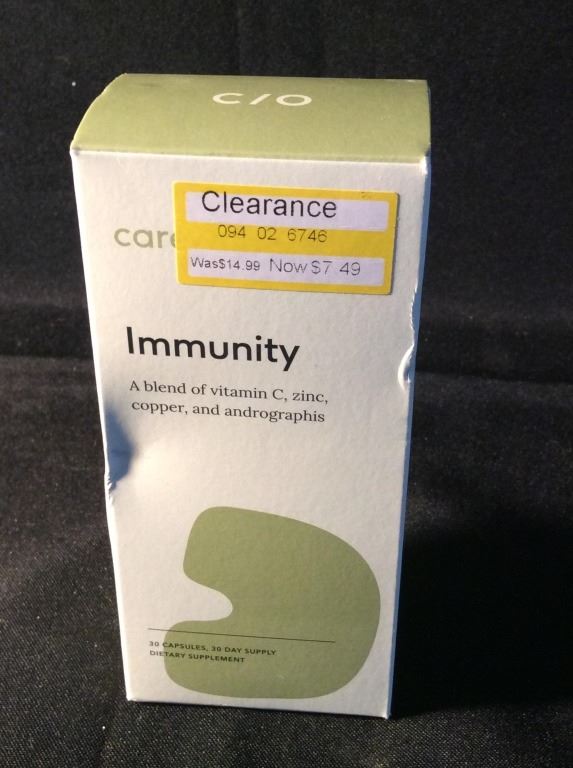 c/o
Clearance
094 02 6746
care
Was$14.99 Now $7 49
Immunity
A blend of vitamin C, zinc,
copper, and andrographis
30 CAPSULES, 30 DAY SUPPLY
DIETARY SUPPLEMENT